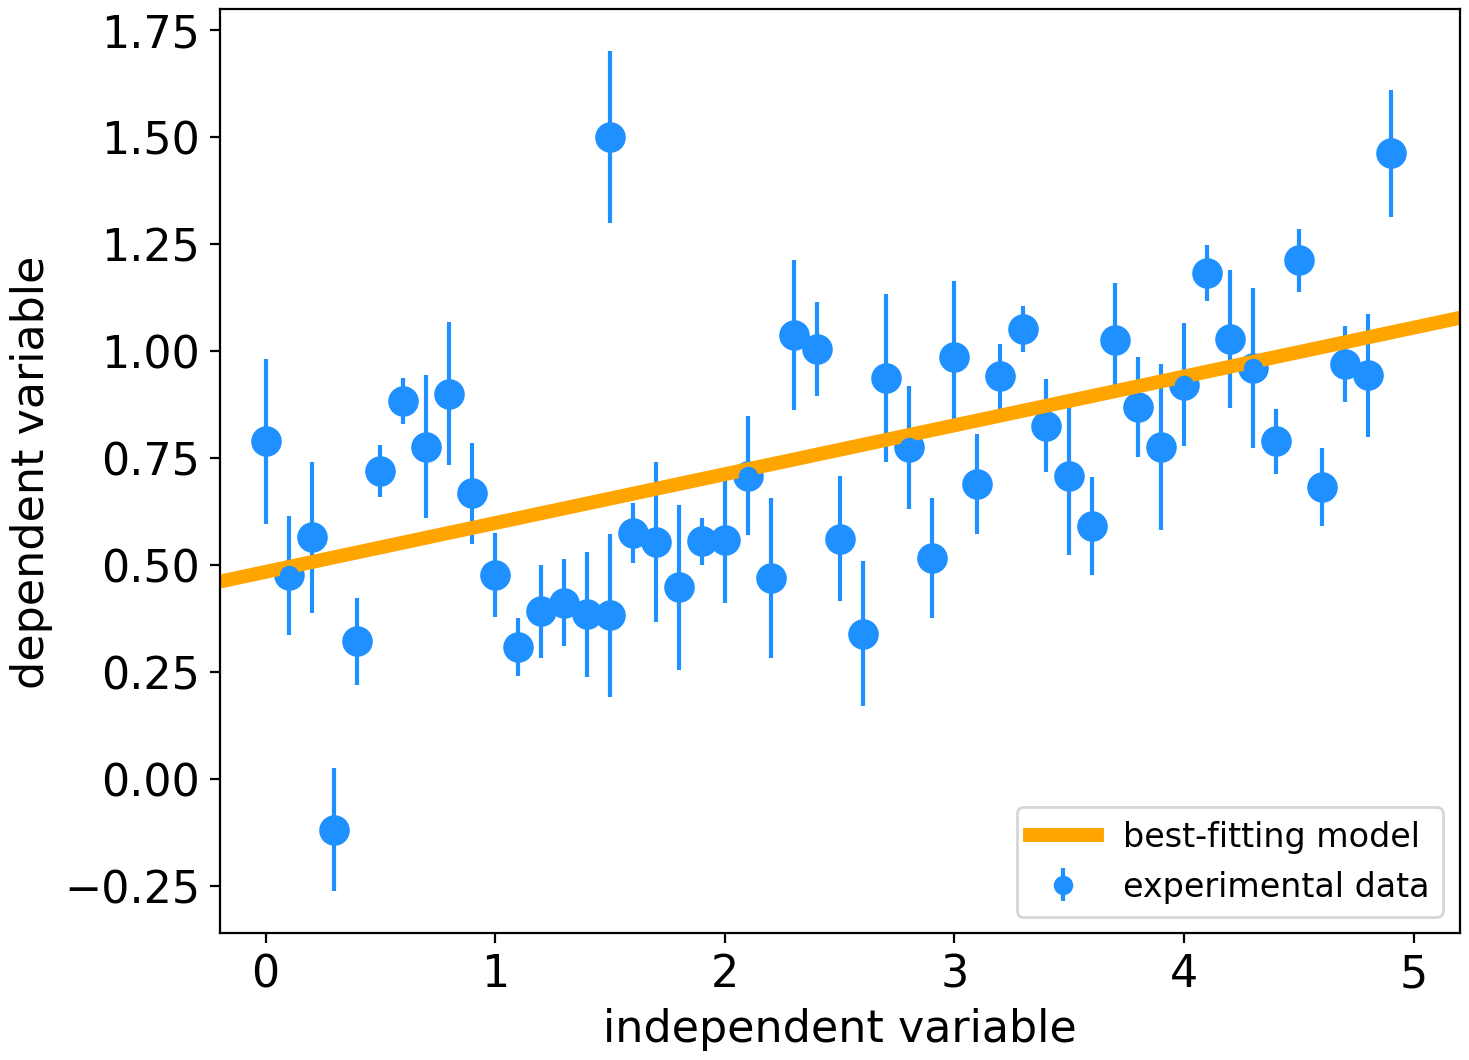 1.75
1.50
1.25
1.00
0.75
0.50
0.25
0.00
−0.25
dependent variable
best-fitting model
experimental data
0 1 2 3 4 5
independent variable